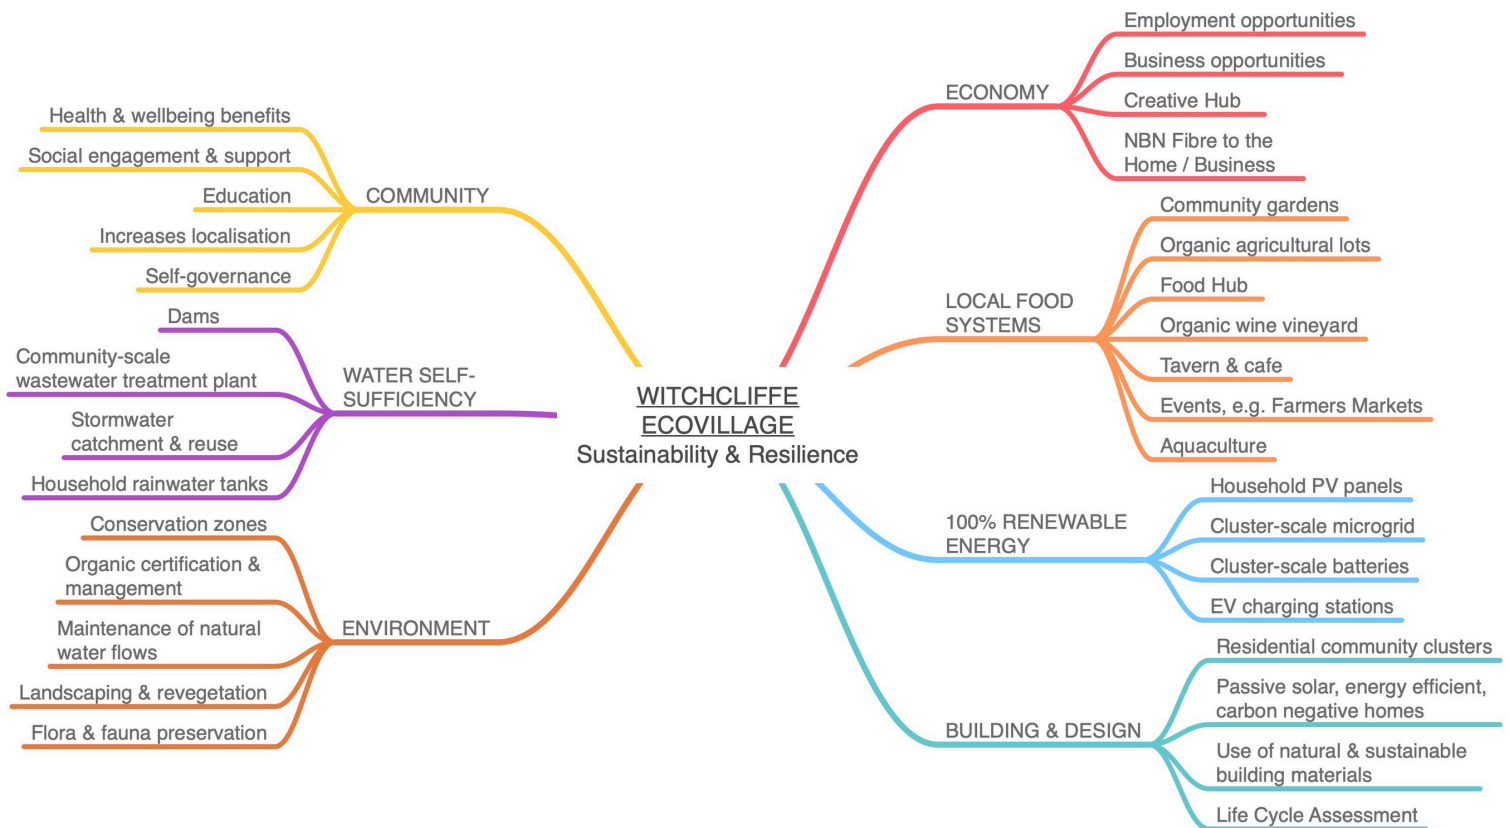 WITCHCLIFFE
ECOVILLAGE
Sustainability & Resilience
COMMUNITY
Health & wellbeing benefits
Social engagement & support
Education
Increases localisation
Self-governance
WATER SELF-
SUFFICIENCY
Dams
Community-scale
wastewater treatment plant
Stormwater
catchment & reuse
Household rainwater tanks
ENVIRONMENT
Conservation zones
Organic certification &
management
Maintenance of natural
water flows
Landscaping & revegetation
Flora & fauna preservation
ECONOMY
Employment opportunities
Business opportunities
Creative Hub
NBN Fibre to the
Home / Business
LOCAL FOOD
SYSTEMS
Community gardens
Organic agricultural lots
Food Hub
Organic wine vineyard
Tavern & cafe
Events, e.g. Farmers Markets
Aquaculture
100% RENEWABLE
ENERGY
Household PV panels
Cluster-scale microgrid
Cluster-scale batteries
EV charging stations
BUILDING & DESIGN
Residential community clusters
Passive solar, energy efficient,
carbon negative homes
Use of natural & sustainable
building materials
Life Cycle Assessment